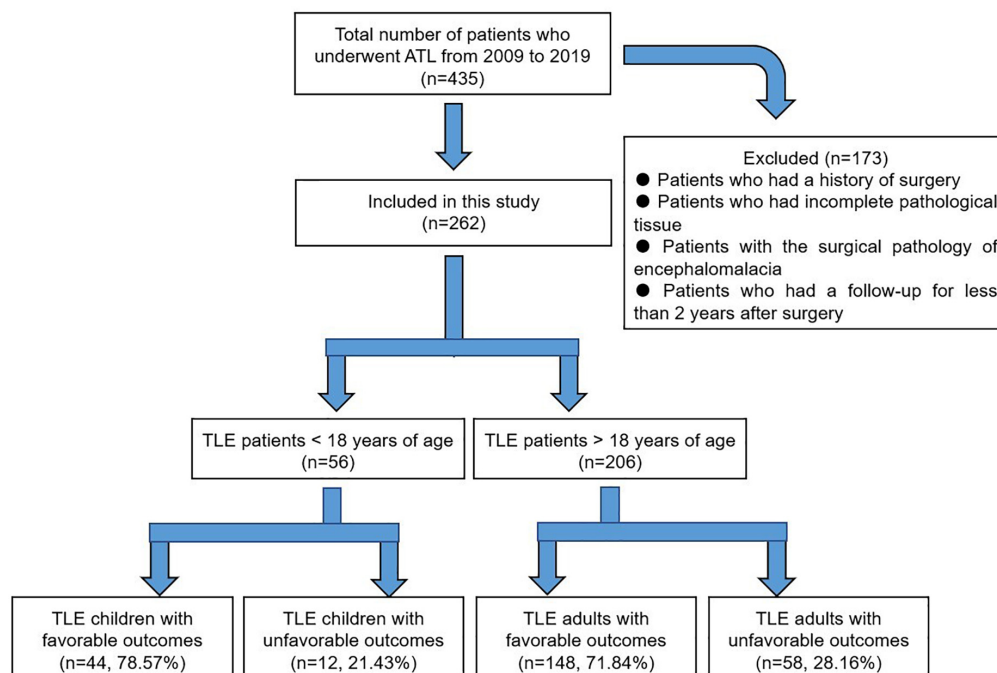 Total number of patients who
underwent ATL from 2009 to 2019
(n=435)
Excluded (n=173)
● Patients who had a history of surgery
● Patients who had incomplete pathological
tissue
● Patients with the surgical pathology of
encephalomalacia
● Patients who had a follow-up for less
than 2 years after surgery
Included in this study
(n=262)
TLE patients < 18 years of age
(n=56)
TLE patients > 18 years of age
(n=206)
TLE children with
favorable outcomes
(n=44, 78.57%)
TLE children with
unfavorable outcomes
(n=12, 21.43%)
TLE adults with
favorable outcomes
(n=148, 71.84%)
TLE adults with
unfavorable outcomes
(n=58, 28.16%)